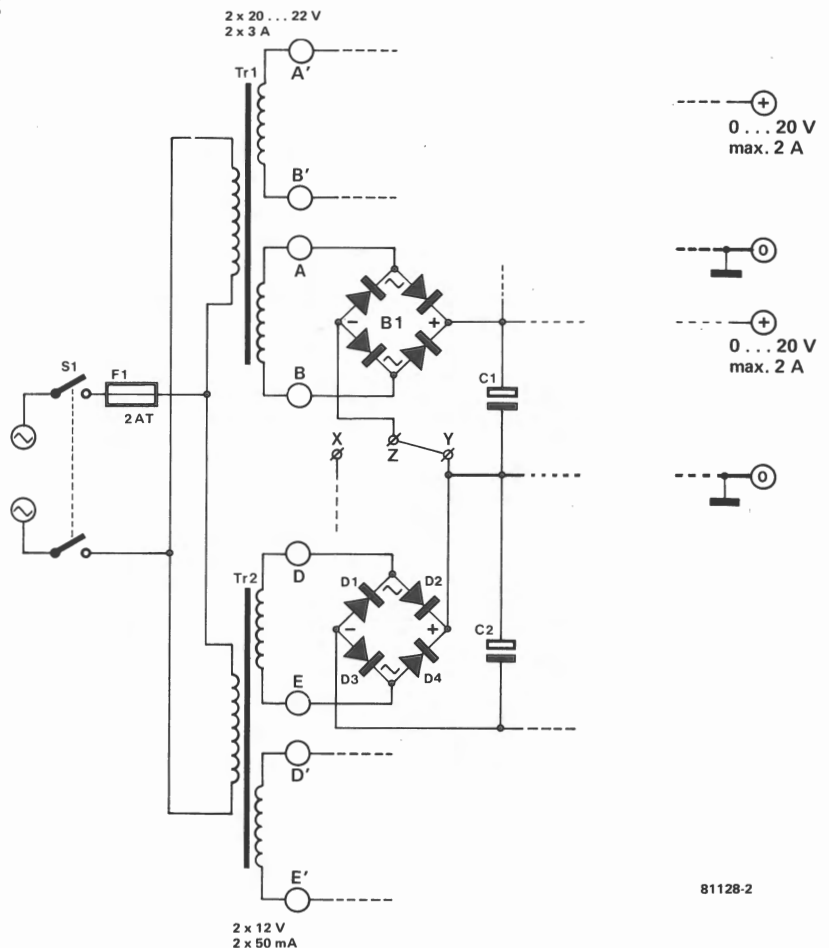 2 x 20 . . . 22 V
2 x 3 A
Tr1
A'
B'
A
B
B1
~
~
−
+
C1
S1
F1
2 AT
X
Z
Y
+
0 . . . 20 V
max. 2 A
0
+
0 . . . 20 V
max. 2 A
0
Tr2
D
E
D1
D2
D3
D4
~
~
−
+
C2
D'
E'
2 x 12 V
2 x 50 mA
81128-2